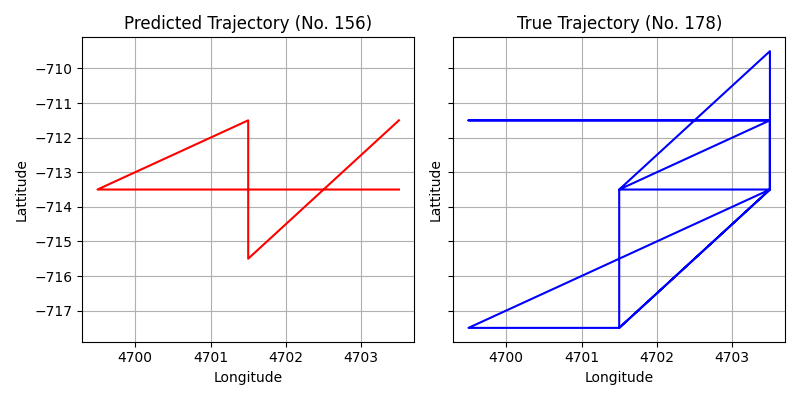 Predicted Trajectory (No. 156)
True Trajectory (No. 178)
Lattitude
−710
−711
−712
−713
−714
−715
−716
−717
4700
4701
4702
4703
Longitude
Lattitude
4700
4701
4702
4703
Longitude